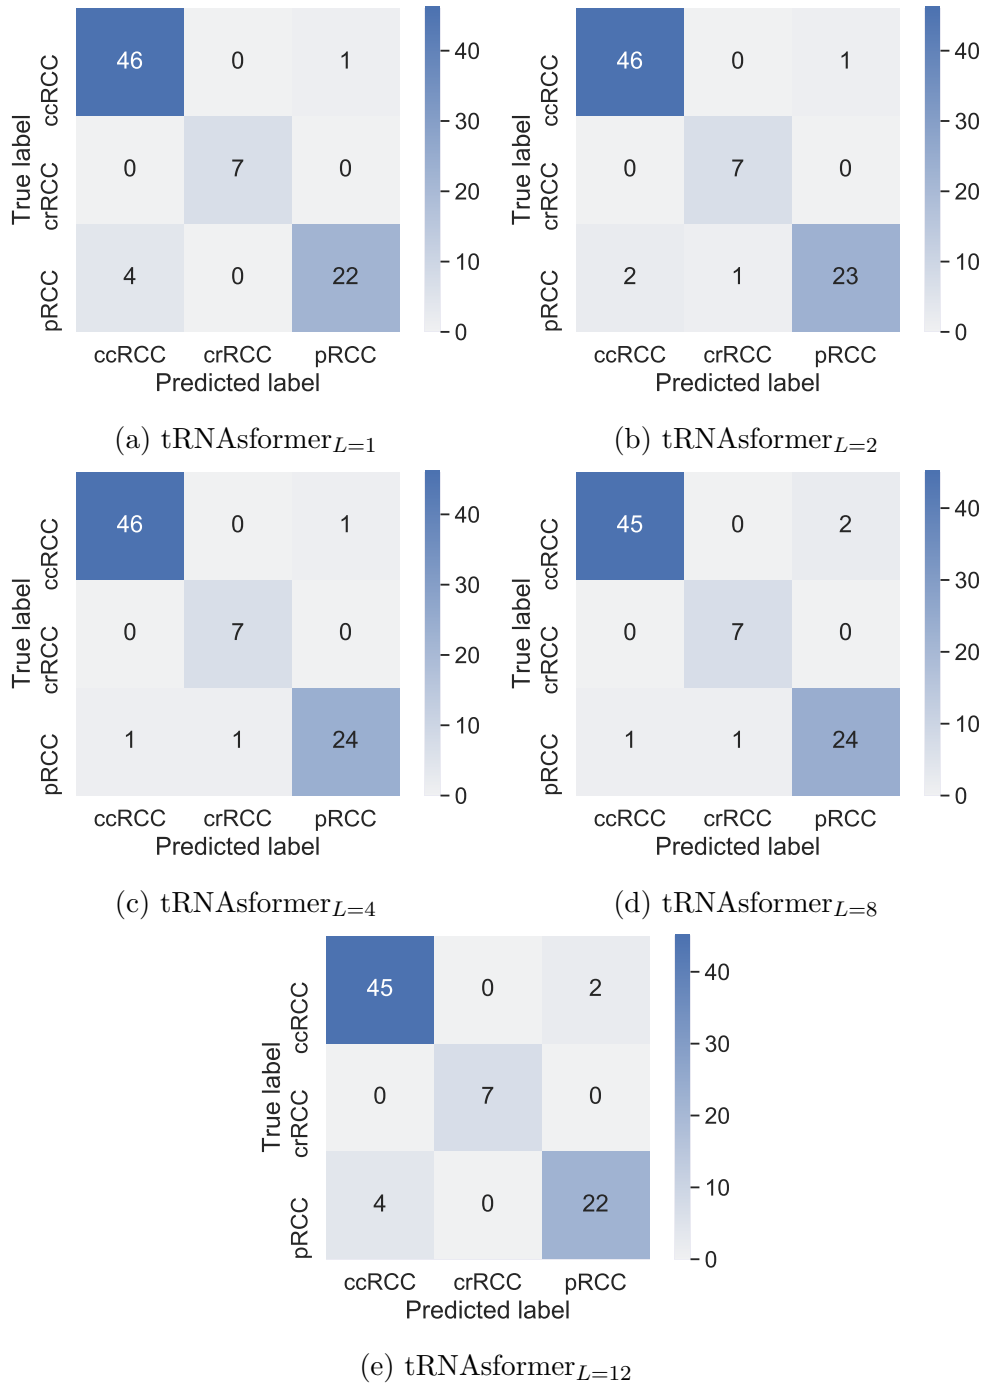 46 0 1
0 7 0
4 0 22
ccRCC
crRCC
pRCC
True label
ccRCC crRCC pRCC
Predicted label
40
30
20
10
0
(a) tRNAsformer_{L=1}
46 0 1
0 7 0
2 1 23
ccRCC
crRCC
pRCC
True label
ccRCC crRCC pRCC
Predicted label
40
30
20
10
0
(b) tRNAsformer_{L=2}
46 0 1
0 7 0
1 1 24
ccRCC
crRCC
pRCC
True label
ccRCC crRCC pRCC
Predicted label
40
30
20
10
0
(c) tRNAsformer_{L=4}
45 0 2
0 7 0
1 1 24
ccRCC
crRCC
pRCC
True label
ccRCC crRCC pRCC
Predicted label
40
30
20
10
0
(d) tRNAsformer_{L=8}
45 0 2
0 7 0
4 0 22
ccRCC
crRCC
pRCC
True label
ccRCC crRCC pRCC
Predicted label
40
30
20
10
0
(e) tRNAsformer_{L=12}